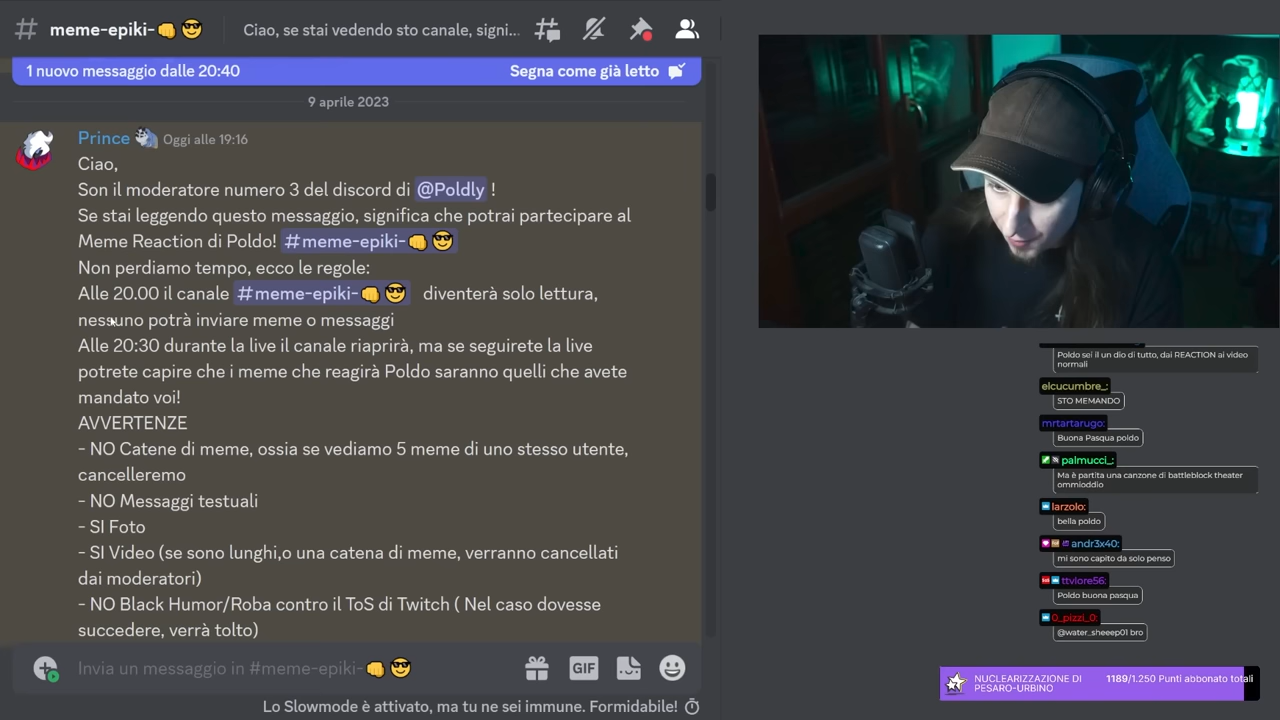 meme-epiki-👊😎
Ciao, se stai vedendo sto canale, signi...
1 nuovo messaggio dalle 20:40
Segna come già letto
9 aprile 2023
Prince Oggi alle 19:16
Ciao,
Son il moderatore numero 3 del discord di @Poldly !
Se stai leggendo questo messaggio, significa che potrai partecipare al
Meme Reaction di Poldo! #meme-epiki-👊😎
Non perdiamo tempo, ecco le regole:
Alle 20.00 il canale #meme-epiki-👊😎 diventerà solo lettura,
nessuno potrà inviare meme o messaggi
Alle 20:30 durante la live il canale riaprirà, ma se seguirete la live
potrete capire che i meme che reagirà Poldo saranno quelli che avete
mandato voi!
AVVERTENZE
- NO Catene di meme, ossia se vediamo 5 meme di uno stesso utente,
cancelleremo
- NO Messaggi testuali
- SI Foto
- SI Video (se sono lunghi,o una catena di meme, verranno cancellati
dai moderatori)
- NO Black Humor/Roba contro il ToS di Twitch ( Nel caso dovesse
succedere, verrà tolto)
Invia un messaggio in #meme-epiki-👊😎
GIF
Lo Slowmode è attivato, ma tu ne sei immune. Formidabile!
Poldo sei il un dio di tutto, dai REACTION ai video
normali
elcucumbre_:
STO MEMANDO
mrtartarugo:
Buona Pasqua poldo
palmucci_:
Ma è partita una canzone di battleblock theater
ommioddio
larzolo:
bella poldo
andr3x40:
mi sono capito da solo penso
ttvlore56:
Poldo buona pasqua
0_pizzi_0:
@water_sheeep01 bro
NUCLEARIZZAZIONE DI
PESARO-URBINO
1189/1.250 Punti abbonato totali